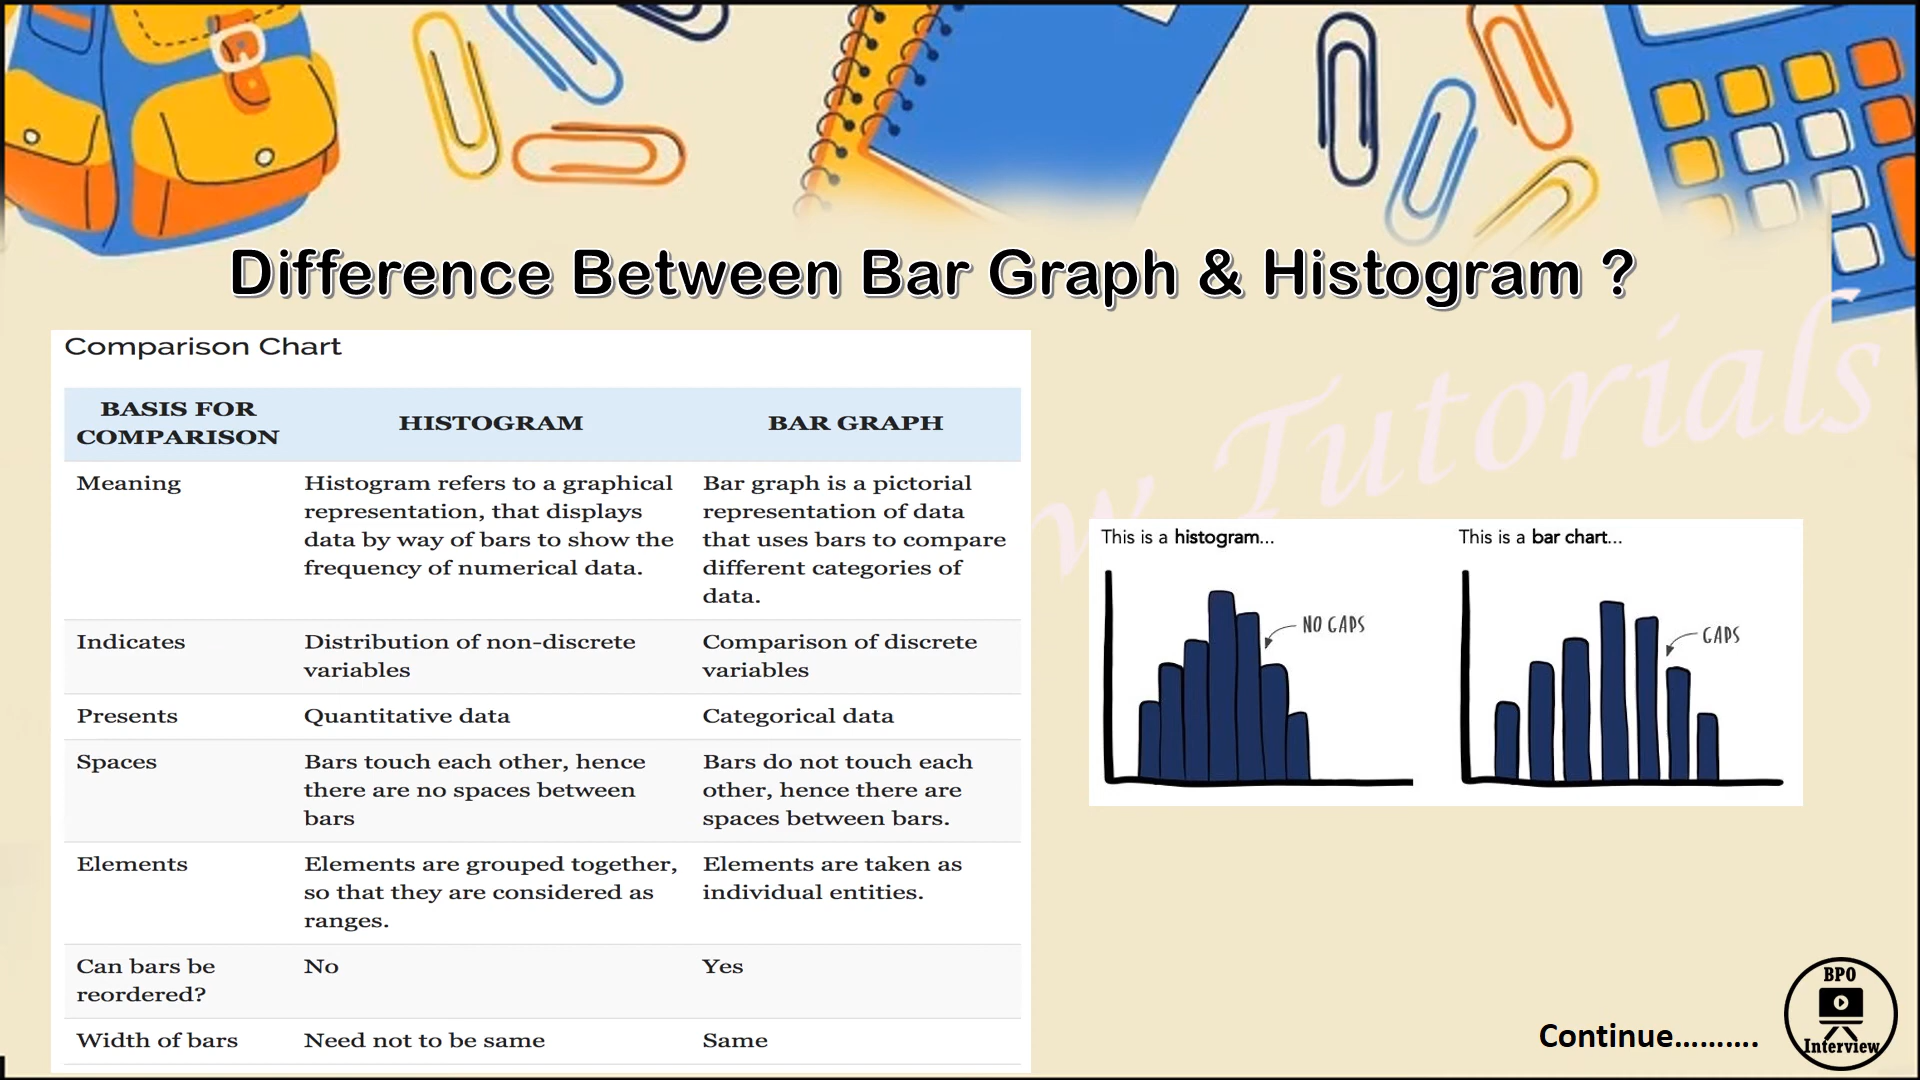 Difference Between Bar Graph & Histogram ?
Comparison Chart
BASIS FOR
COMPARISON
HISTOGRAM
BAR GRAPH
Meaning
Histogram refers to a graphical
representation, that displays
data by way of bars to show the
frequency of numerical data.
Bar graph is a pictorial
representation of data
that uses bars to compare
different categories of
data.
Indicates
Distribution of non-discrete
variables
Comparison of discrete
variables
Presents
Quantitative data
Categorical data
Spaces
Bars touch each other, hence
there are no spaces between
bars
Bars do not touch each
other, hence there are
spaces between bars.
Elements
Elements are grouped together,
so that they are considered as
ranges.
Elements are taken as
individual entities.
Can bars be
reordered?
No
Yes
Width of bars
Need not to be same
Same
w Tutorials
This is a histogram...
NO GAPS
This is a bar chart...
GAPS
Continue..........
BPO
Interview